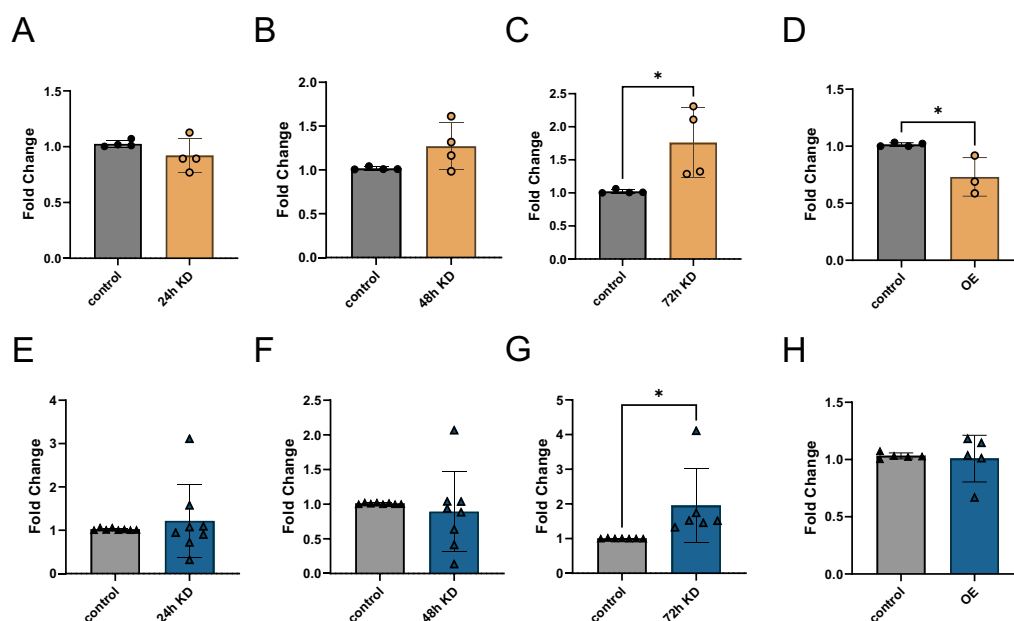 A
B
C
D
Fold Change
1.5
1.0
0.5
0.0
control
24h KD
Fold Change
2.0
1.5
1.0
0.5
0.0
control
48h KD
Fold Change
2.5
2.0
1.5
1.0
0.5
0.0
*
control
72h KD
Fold Change
1.5
1.0
0.5
0.0
*
control
OE
E
F
G
H
Fold Change
4
3
2
1
0
control
24h KD
Fold Change
2.5
2.0
1.5
1.0
0.5
0.0
control
48h KD
Fold Change
5
4
3
2
1
0
*
control
72h KD
Fold Change
1.5
1.0
0.5
0.0
control
OE